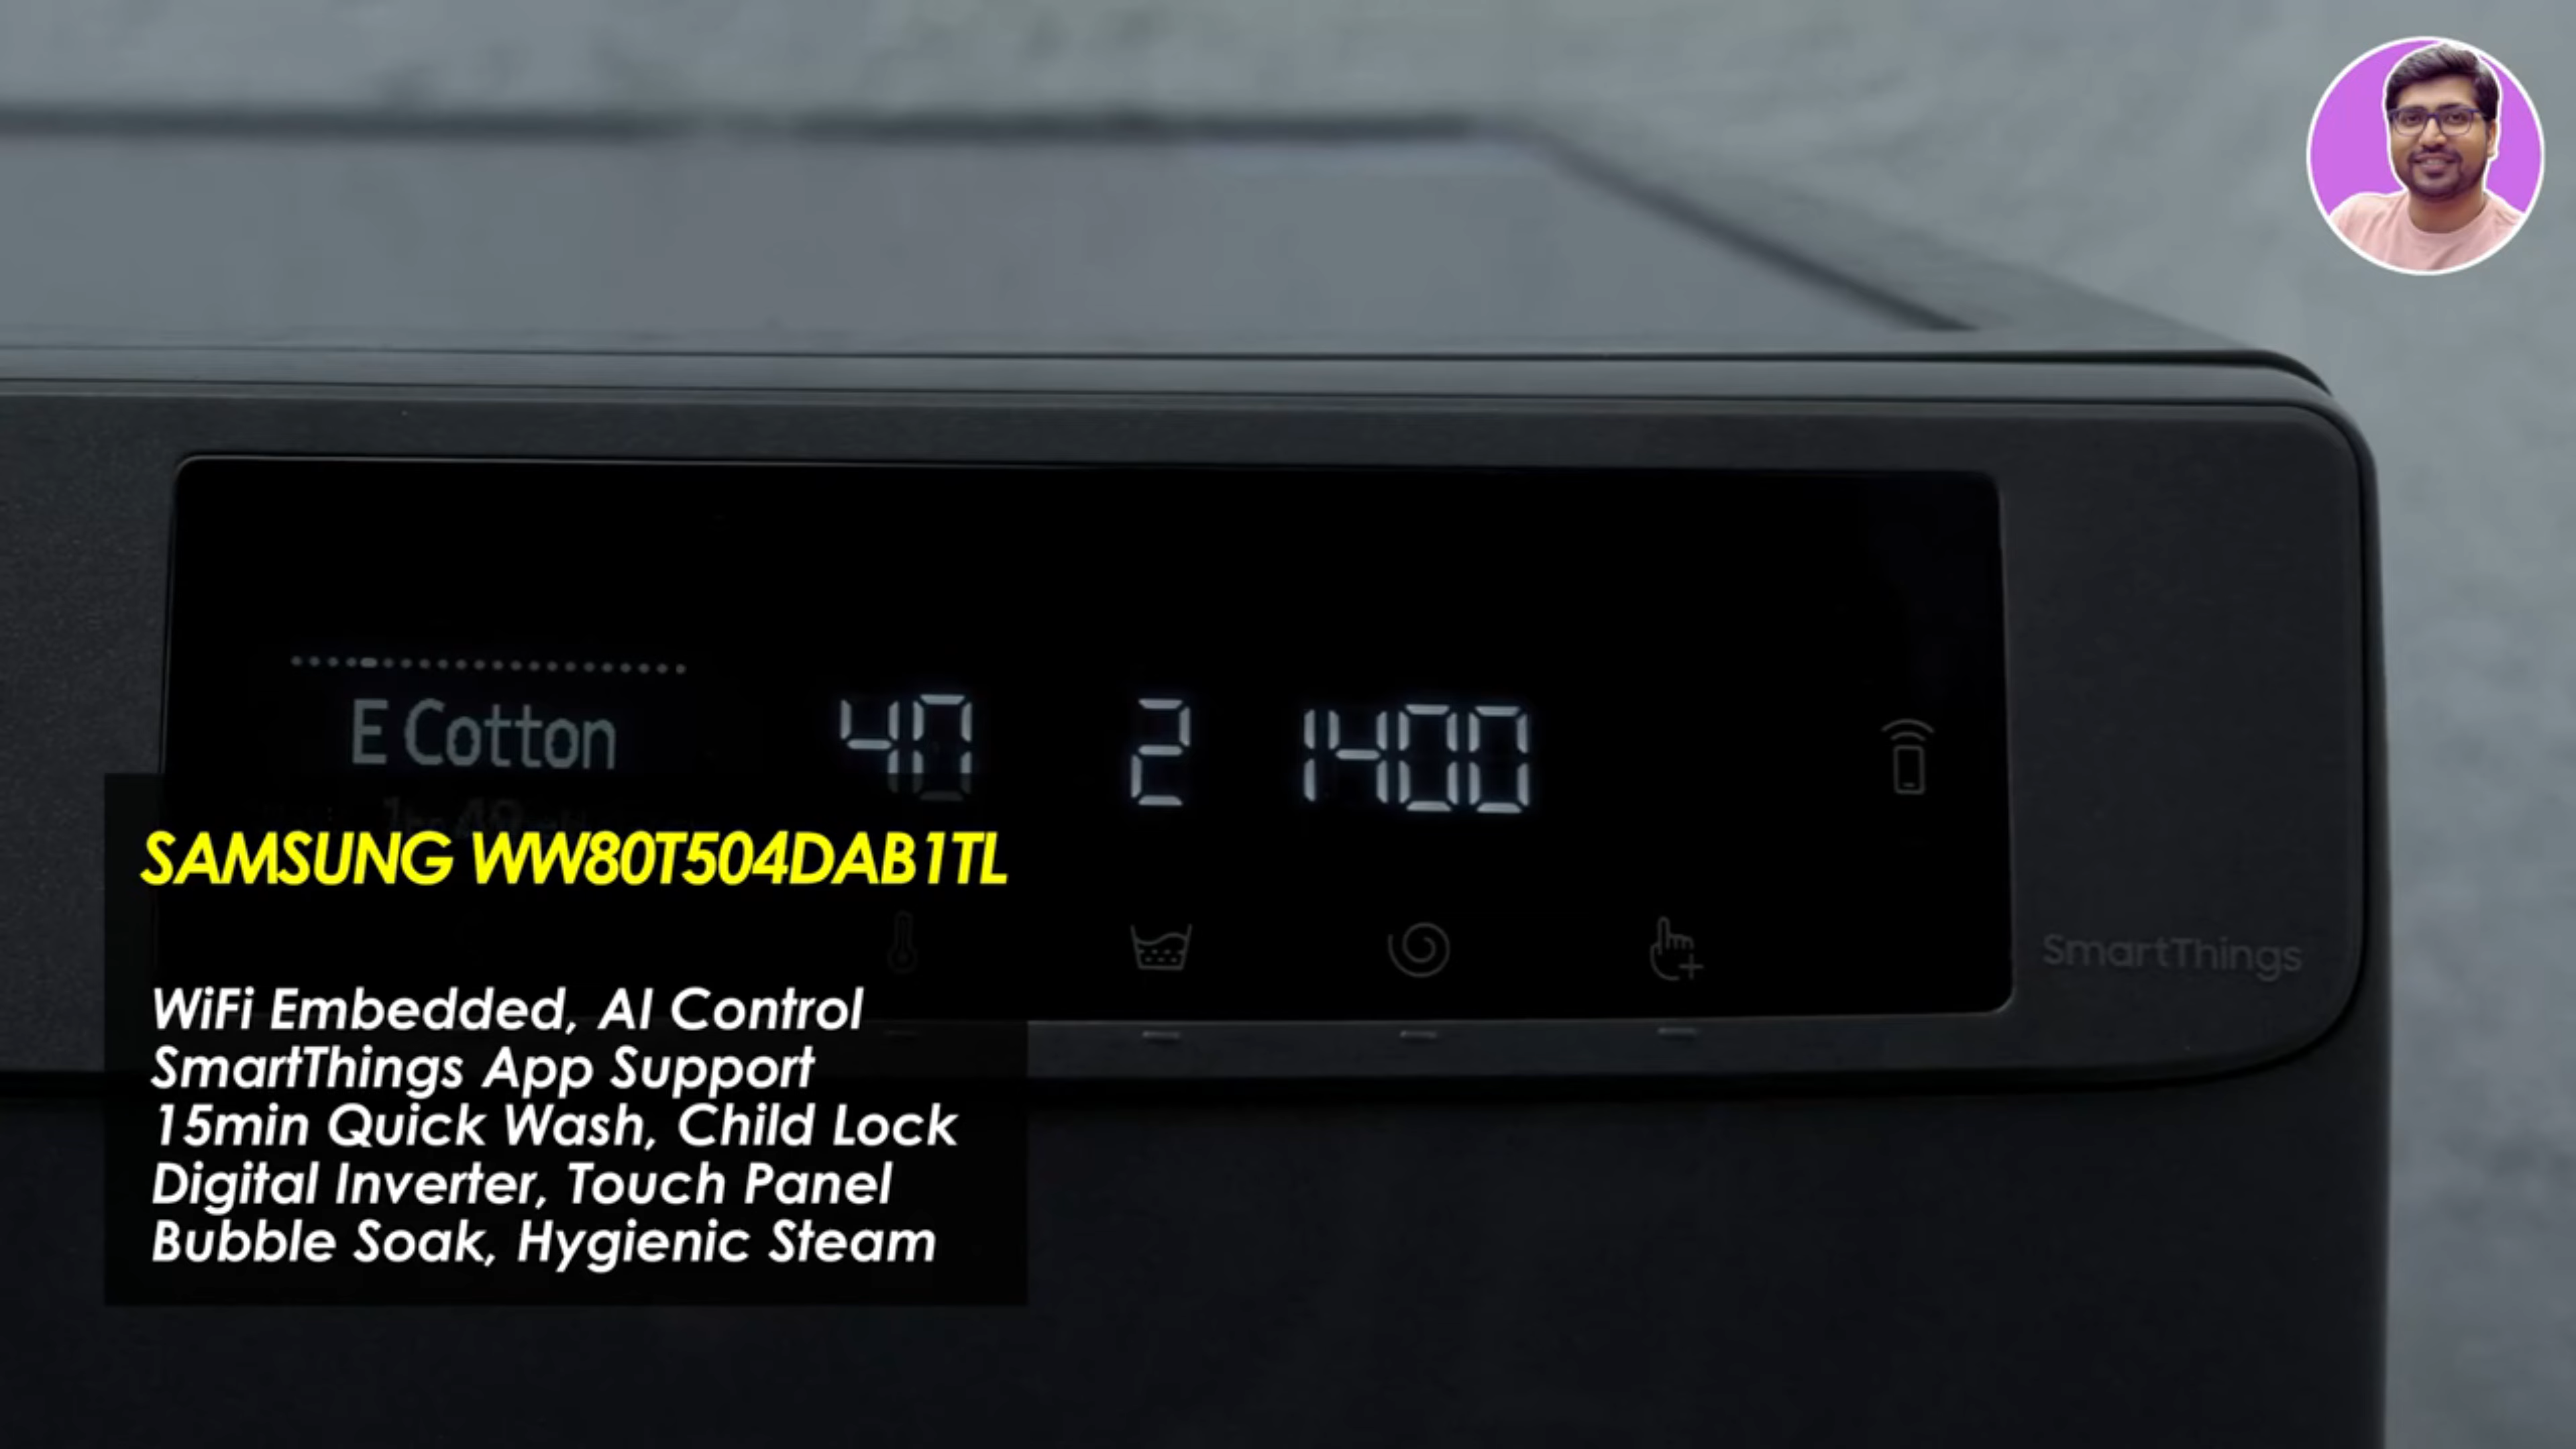 E Cotton
40 2 1400
SAMSUNG WW80T504DAB1TL
SmartThings
WiFi Embedded, AI Control
SmartThings App Support
15min Quick Wash, Child Lock
Digital Inverter, Touch Panel
Bubble Soak, Hygienic Steam